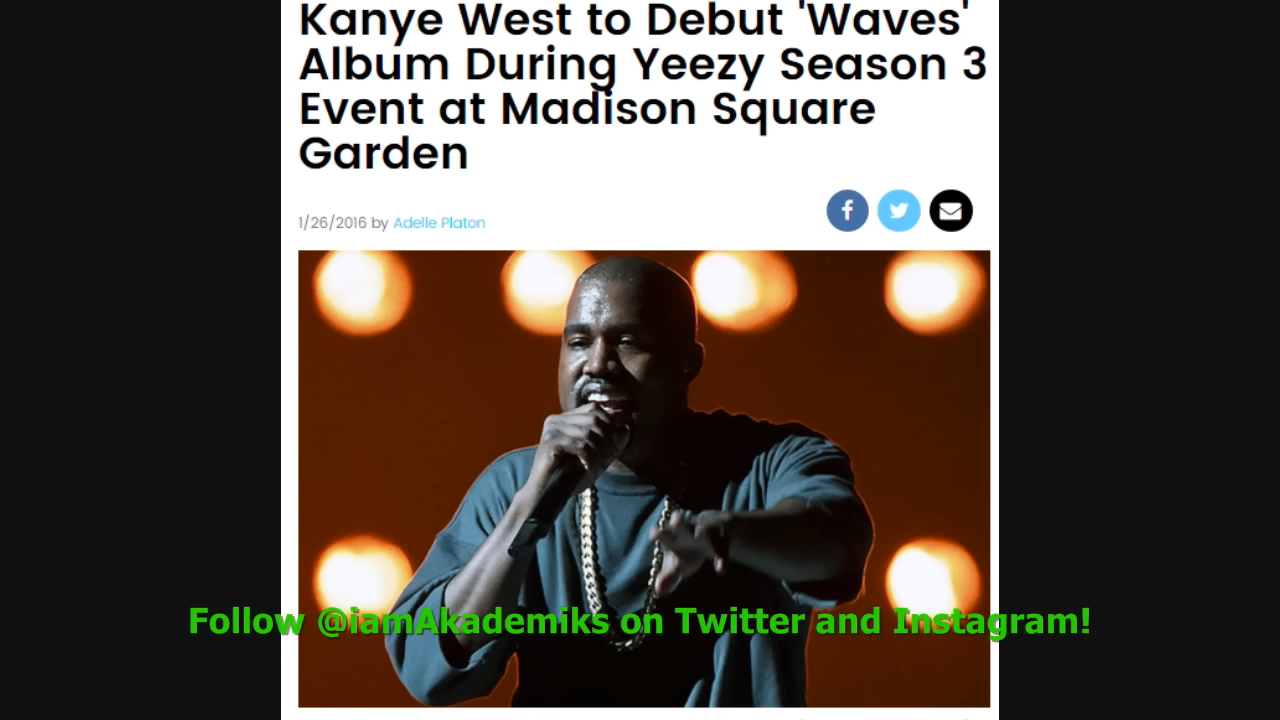 Kanye West to Debut 'Waves'
Album During Yeezy Season 3
Event at Madison Square
Garden
1/26/2016 by Adelle Platon
Follow @iamAkademiks on Twitter and Instagram!